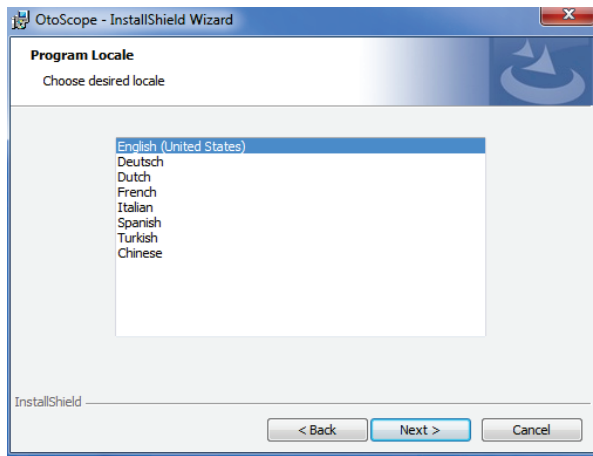 OtoScope - InstallShield Wizard
Program Locale
Choose desired locale
English (United States)
Deutsch
Dutch
French
Italian
Spanish
Turkish
Chinese
InstallShield
< Back Next > Cancel